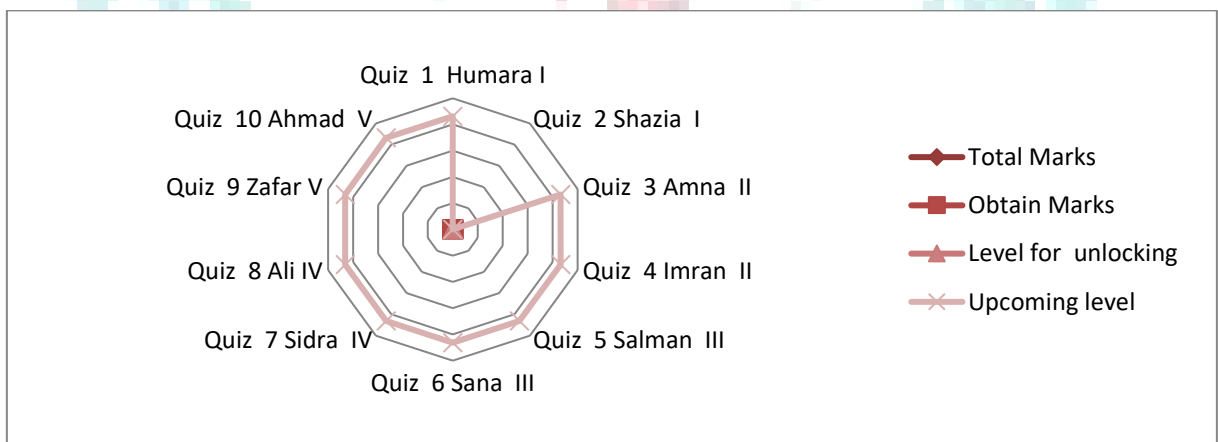 Quiz  1  Humara I
Quiz  2 Shazia  I
Quiz  3 Amna  II
Quiz  4 Imran  II
Quiz  5 Salman  III
Quiz  6 Sana  III
Quiz  7 Sidra  IV
Quiz  8 Ali IV
Quiz  9 Zafar V
Quiz  10 Ahmad  V
Total Marks
Obtain Marks
Level for  unlocking
Upcoming level